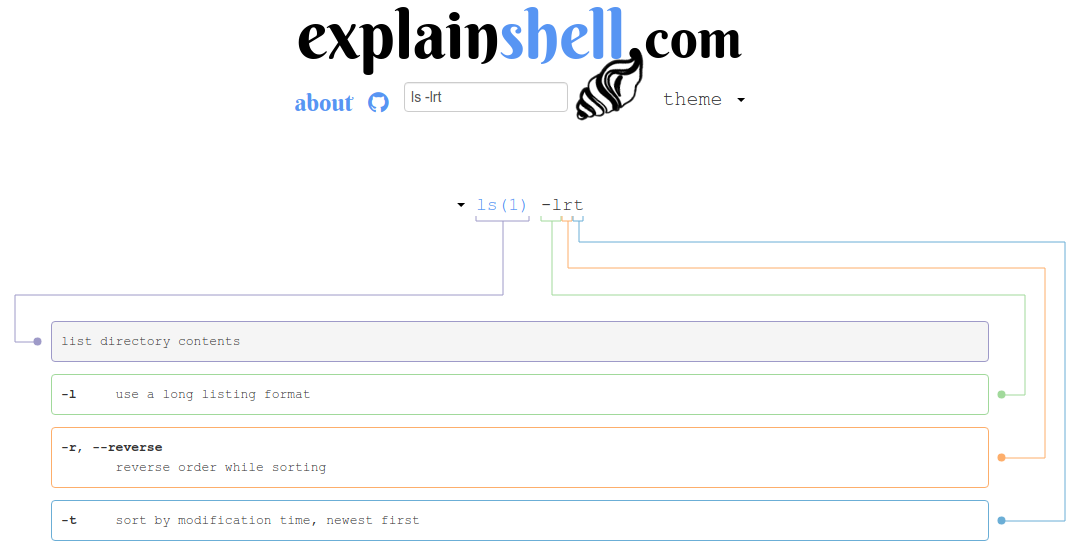 explainshell.com
about ls -lrt theme
ls(1) -lrt
list directory contents
-l use a long listing format
-r, --reverse
reverse order while sorting
-t sort by modification time, newest first